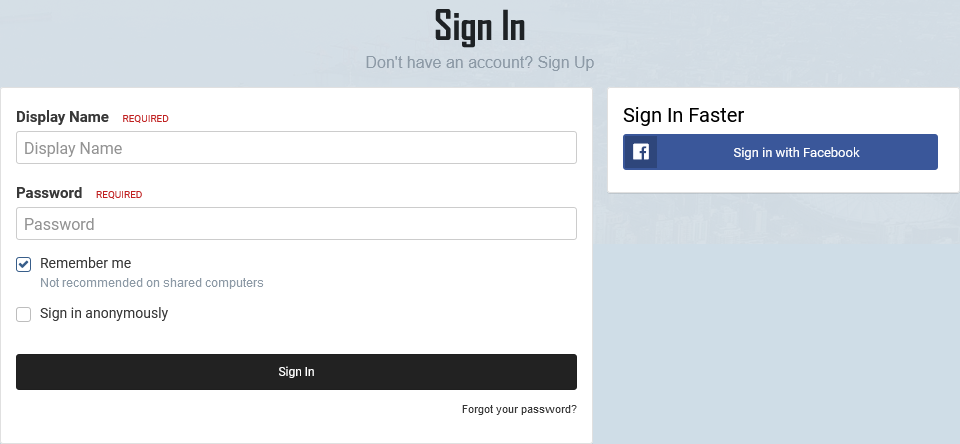 Sign In
Don't have an account? Sign Up
Display Name REQUIRED
Display Name
Password REQUIRED
Password
Remember me
Not recommended on shared computers
Sign in anonymously
Sign In
Forgot your password?
Sign In Faster
Sign in with Facebook